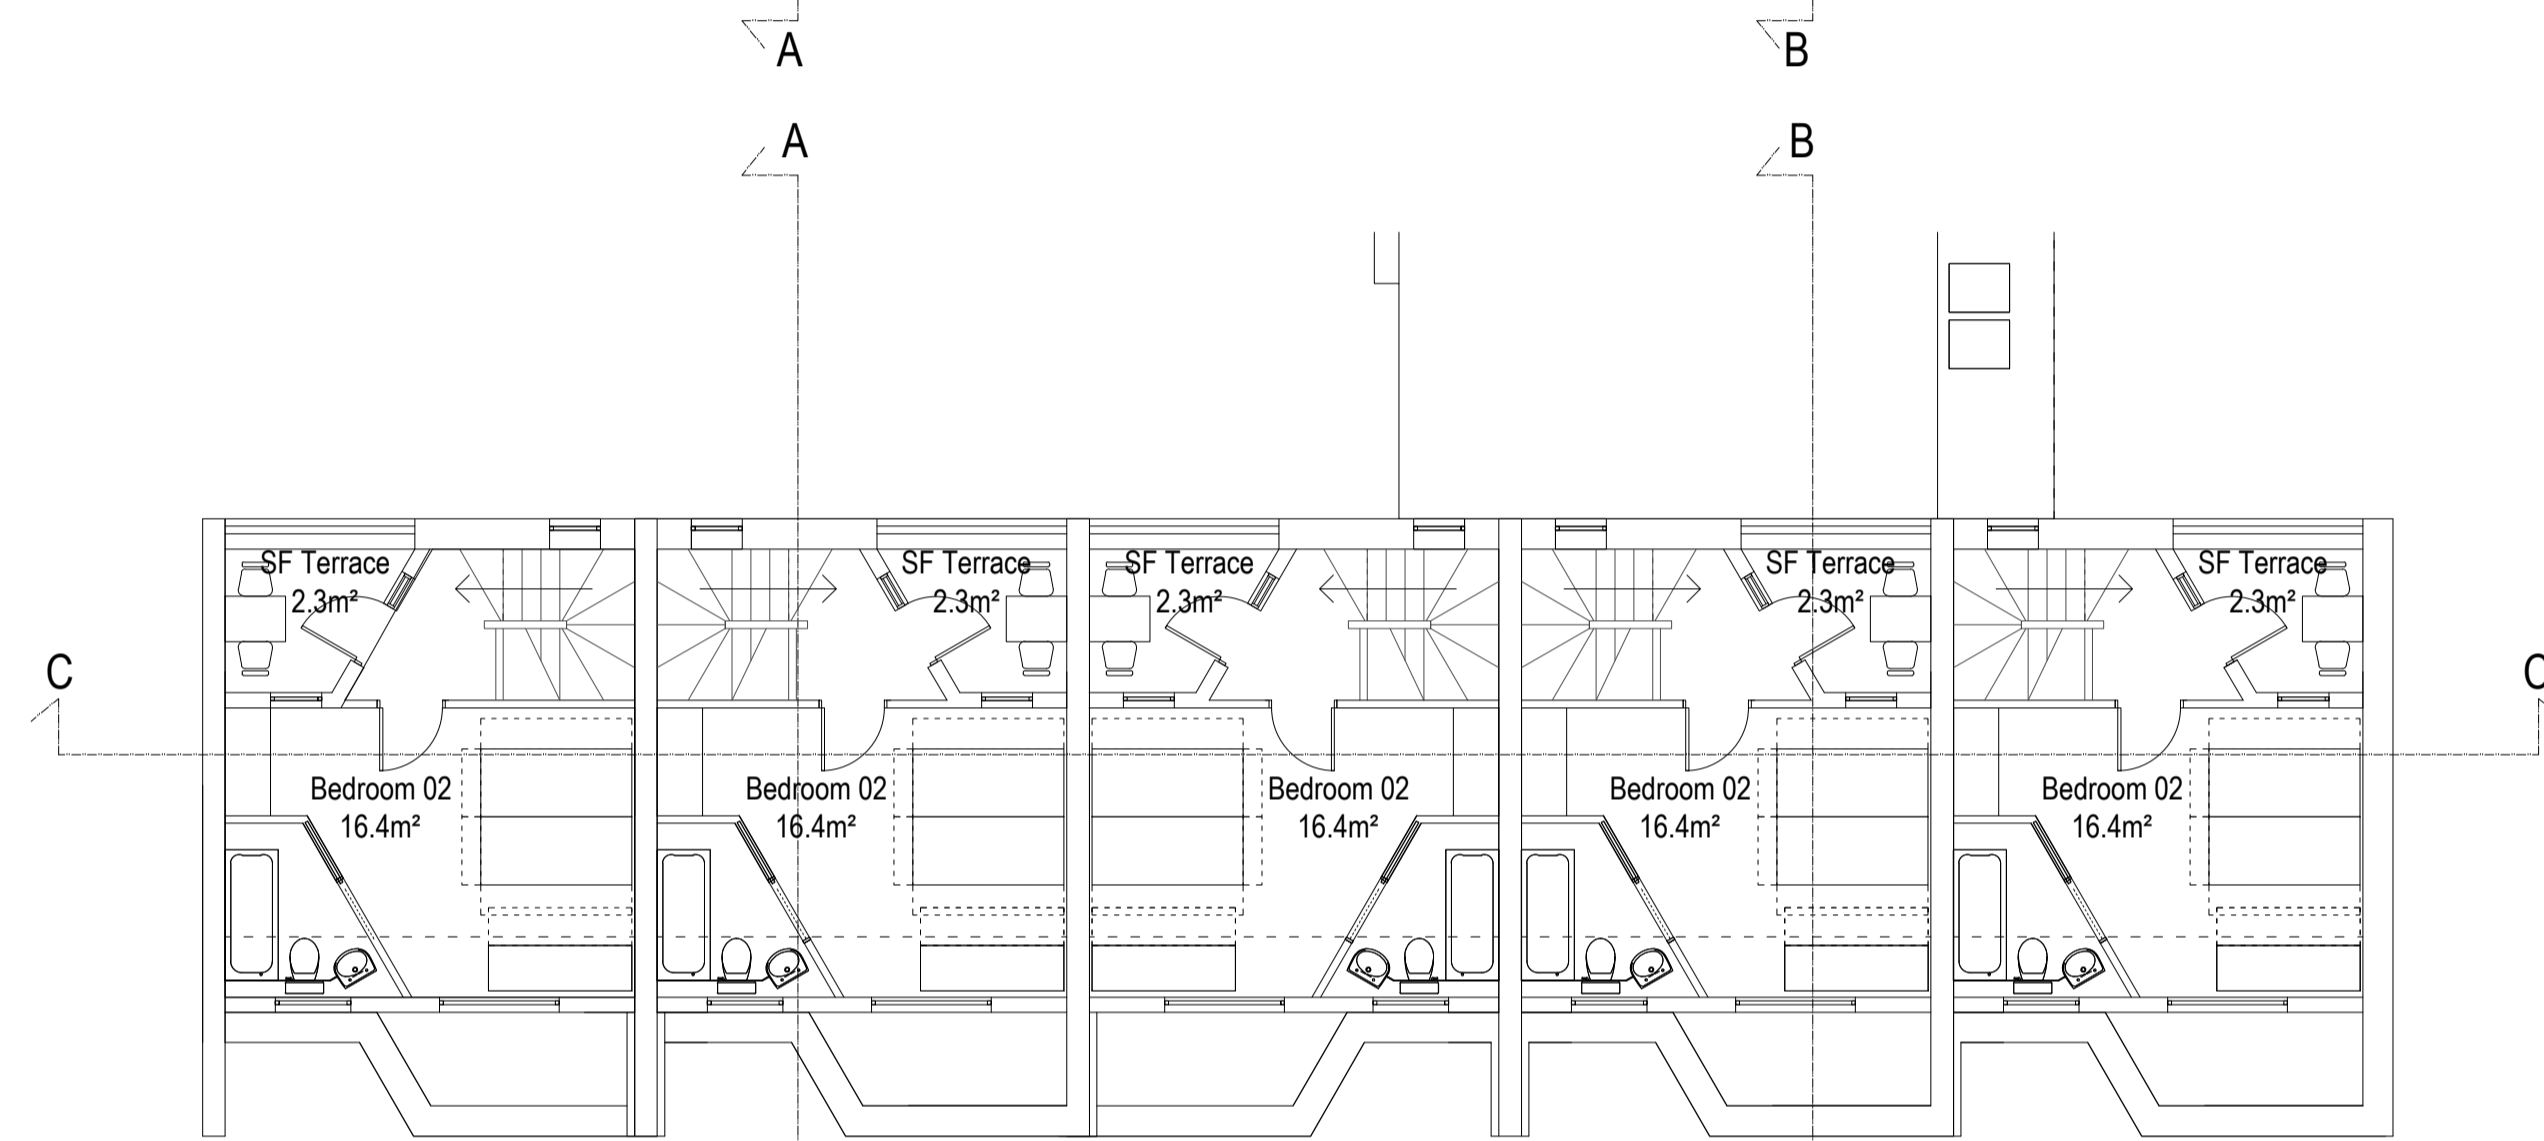 A
B
A
B
SF Terrace
2.3m²
SF Terrace
2.3m²
SF Terrace
2.3m²
SF Terrace
2.3m²
SF Terrace
2.3m²
C
C
Bedroom 02
16.4m²
Bedroom 02
16.4m²
Bedroom 02
16.4m²
Bedroom 02
16.4m²
Bedroom 02
16.4m²